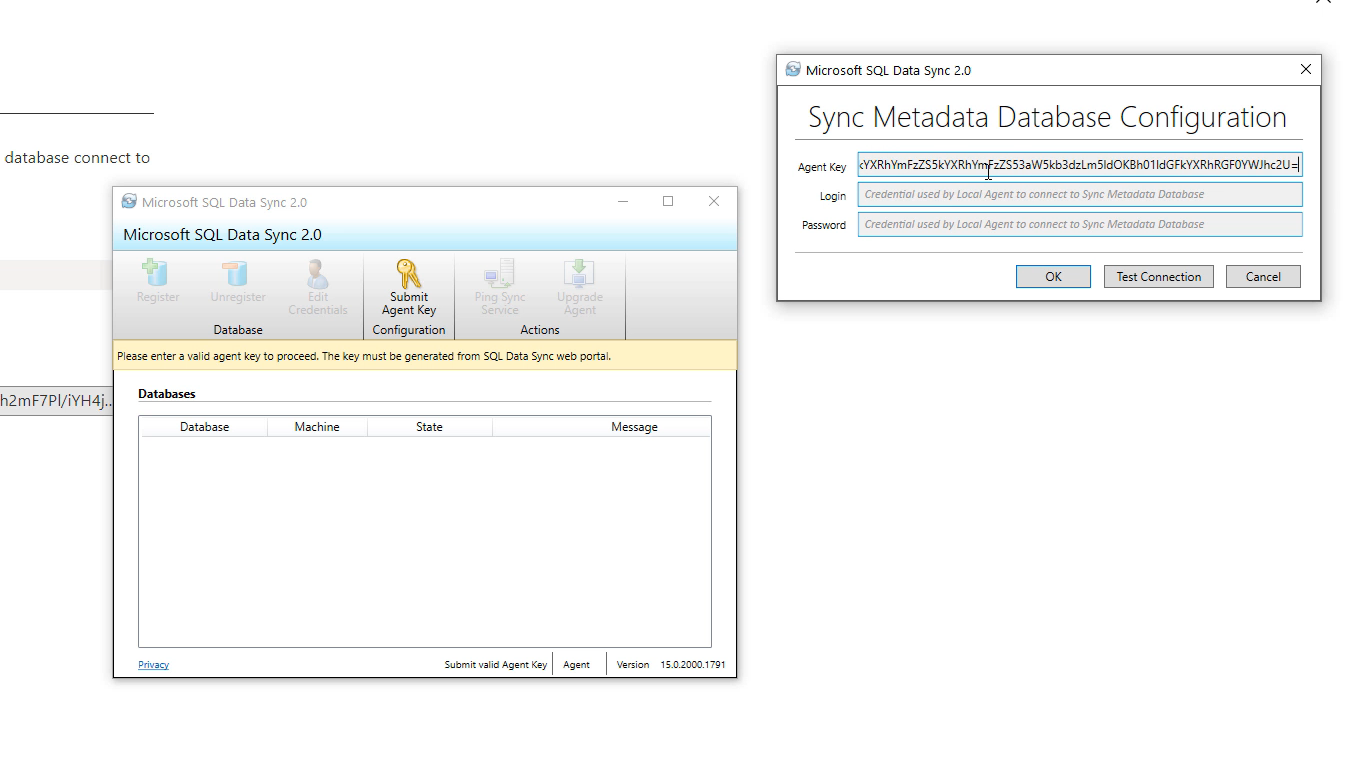 database connect to
h2mF7Pl/iYH4j...
Microsoft SQL Data Sync 2.0
Microsoft SQL Data Sync 2.0
Register
Unregister
Edit
Credentials
Database
Submit
Agent Key
Configuration
Ping Sync
Service
Upgrade
Agent
Actions
Please enter a valid agent key to proceed. The key must be generated from SQL Data Sync web portal.
Databases
Database Machine State Message
Privacy
Submit valid Agent Key Agent Version 15.0.2000.1791
Microsoft SQL Data Sync 2.0
Sync Metadata Database Configuration
Agent Key
Login Credential used by Local Agent to connect to Sync Metadata Database
Password Credential used by Local Agent to connect to Sync Metadata Database
OK Test Connection Cancel